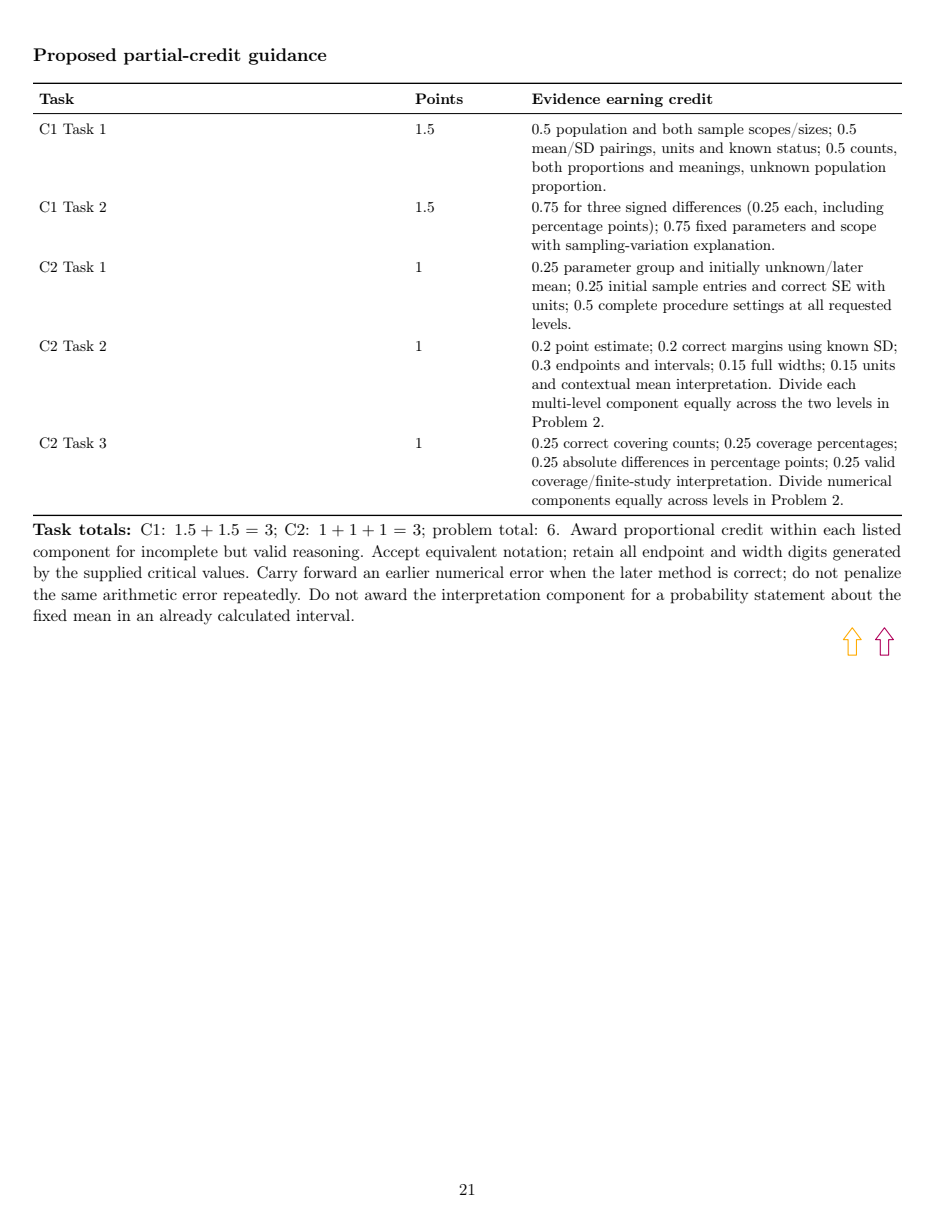 Proposed partial-credit guidance
Task Points Evidence earning credit
C1 Task 1 1.5 0.5 population and both sample scopes/sizes; 0.5
mean/SD pairings, units and known status; 0.5 counts,
both proportions and meanings, unknown population
proportion.
C1 Task 2 1.5 0.75 for three signed differences (0.25 each, including
percentage points); 0.75 fixed parameters and scope
with sampling-variation explanation.
C2 Task 1 1 0.25 parameter group and initially unknown/later
mean; 0.25 initial sample entries and correct SE with
units; 0.5 complete procedure settings at all requested
levels.
C2 Task 2 1 0.2 point estimate; 0.2 correct margins using known SD;
0.3 endpoints and intervals; 0.15 full widths; 0.15 units
and contextual mean interpretation. Divide each
multi-level component equally across the two levels in
Problem 2.
C2 Task 3 1 0.25 correct covering counts; 0.25 coverage percentages;
0.25 absolute differences in percentage points; 0.25 valid
coverage/finite-study interpretation. Divide numerical
components equally across levels in Problem 2.
Task totals: C1: 1.5 + 1.5 = 3; C2: 1 + 1 + 1 = 3; problem total: 6. Award proportional credit within each listed
component for incomplete but valid reasoning. Accept equivalent notation; retain all endpoint and width digits generated
by the supplied critical values. Carry forward an earlier numerical error when the later method is correct; do not penalize
the same arithmetic error repeatedly. Do not award the interpretation component for a probability statement about the
fixed mean in an already calculated interval.
21